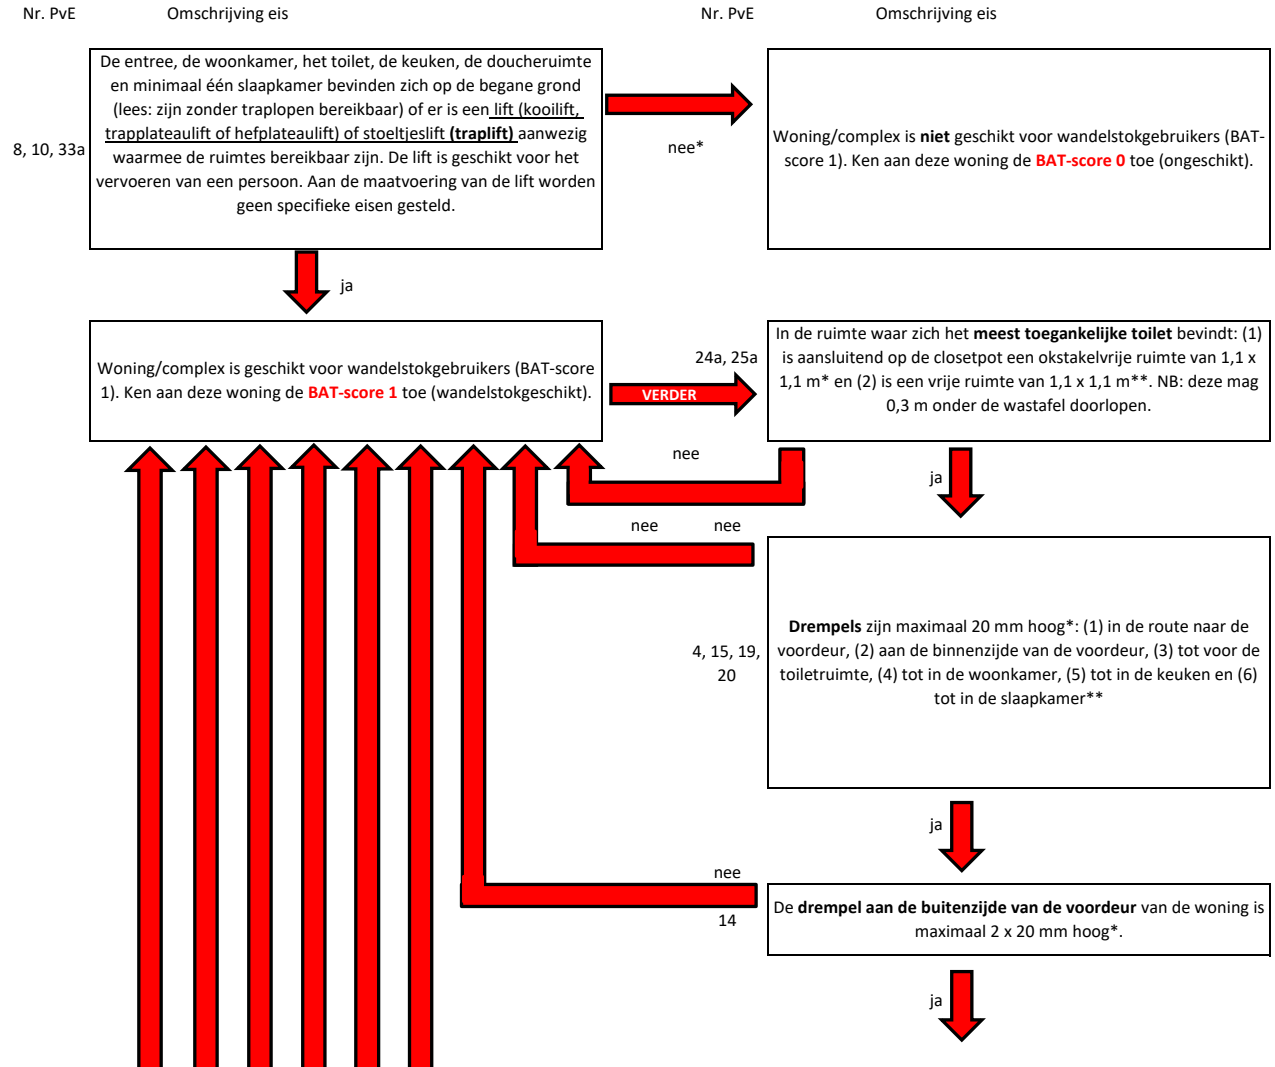 Nr. PvE
Omschrijving eis
Nr. PvE
Omschrijving eis
8, 10, 33a
De entree, de woonkamer, het toilet, de keuken, de doucheruimte
en minimaal één slaapkamer bevinden zich op de begane grond
(lees: zijn zonder traplopen bereikbaar) of er is een lift (kooilift,
trapplateaulift of hefplateaulift) of stoeltjeslift (traplift) aanwezig
waarmee de ruimtes bereikbaar zijn. De lift is geschikt voor het
vervoeren van een persoon. Aan de maatvoering van de lift worden
geen specifieke eisen gesteld.
nee*
Woning/complex is niet geschikt voor wandelstokgebruikers (BAT-
score 1). Ken aan deze woning de BAT-score 0 toe (ongeschikt).
ja
Woning/complex is geschikt voor wandelstokgebruikers (BAT-score
1). Ken aan deze woning de BAT-score 1 toe (wandelstokgeschikt).
24a, 25a
VERDER
In de ruimte waar zich het meest toegankelijke toilet bevindt: (1)
is aansluitend op de closetpot een okstakelvrije ruimte van 1,1 x
1,1 m* en (2) is een vrije ruimte van 1,1 x 1,1 m**. NB: deze mag
0,3 m onder de wastafel doorlopen.
nee
ja
nee
nee
4, 15, 19,
20
Drempels zijn maximaal 20 mm hoog*: (1) in de route naar de
voordeur, (2) aan de binnenzijde van de voordeur, (3) tot voor de
toiletruimte, (4) tot in de woonkamer, (5) tot in de keuken en (6)
tot in de slaapkamer**
ja
nee
14
De drempel aan de buitenzijde van de voordeur van de woning is
maximaal 2 x 20 mm hoog*.
ja